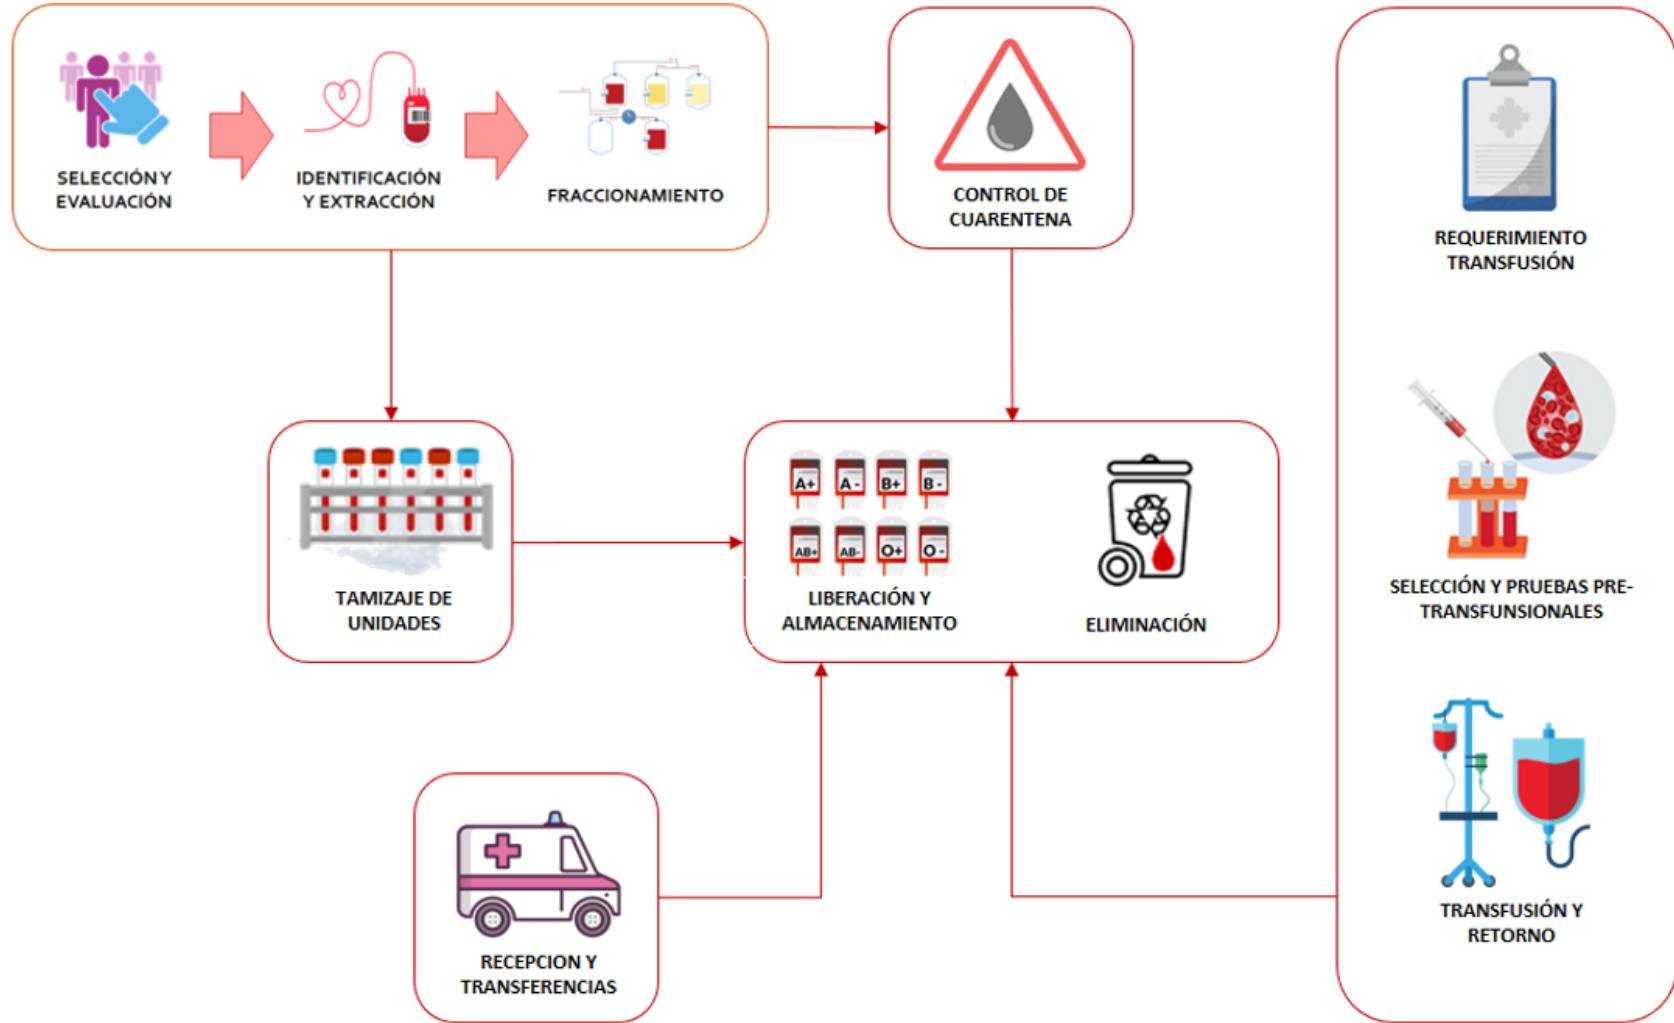 SELECCIÓN Y
EVALUACIÓN
IDENTIFICACIÓN
Y EXTRACCIÓN
FRACCIONAMIENTO
CONTROL DE
CUARENTENA
REQUERIMIENTO
TRANSFUSIÓN
TAMIZAJE DE
UNIDADES
A+
A -
B+
B -
AB+
AB-
O+
O -
LIBERACIÓN Y
ALMACENAMIENTO
ELIMINACIÓN
SELECCIÓN Y PRUEBAS PRE-
TRANSFUNSIONALES
RECEPCION Y
TRANSFERENCIAS
TRANSFUSIÓN Y
RETORNO